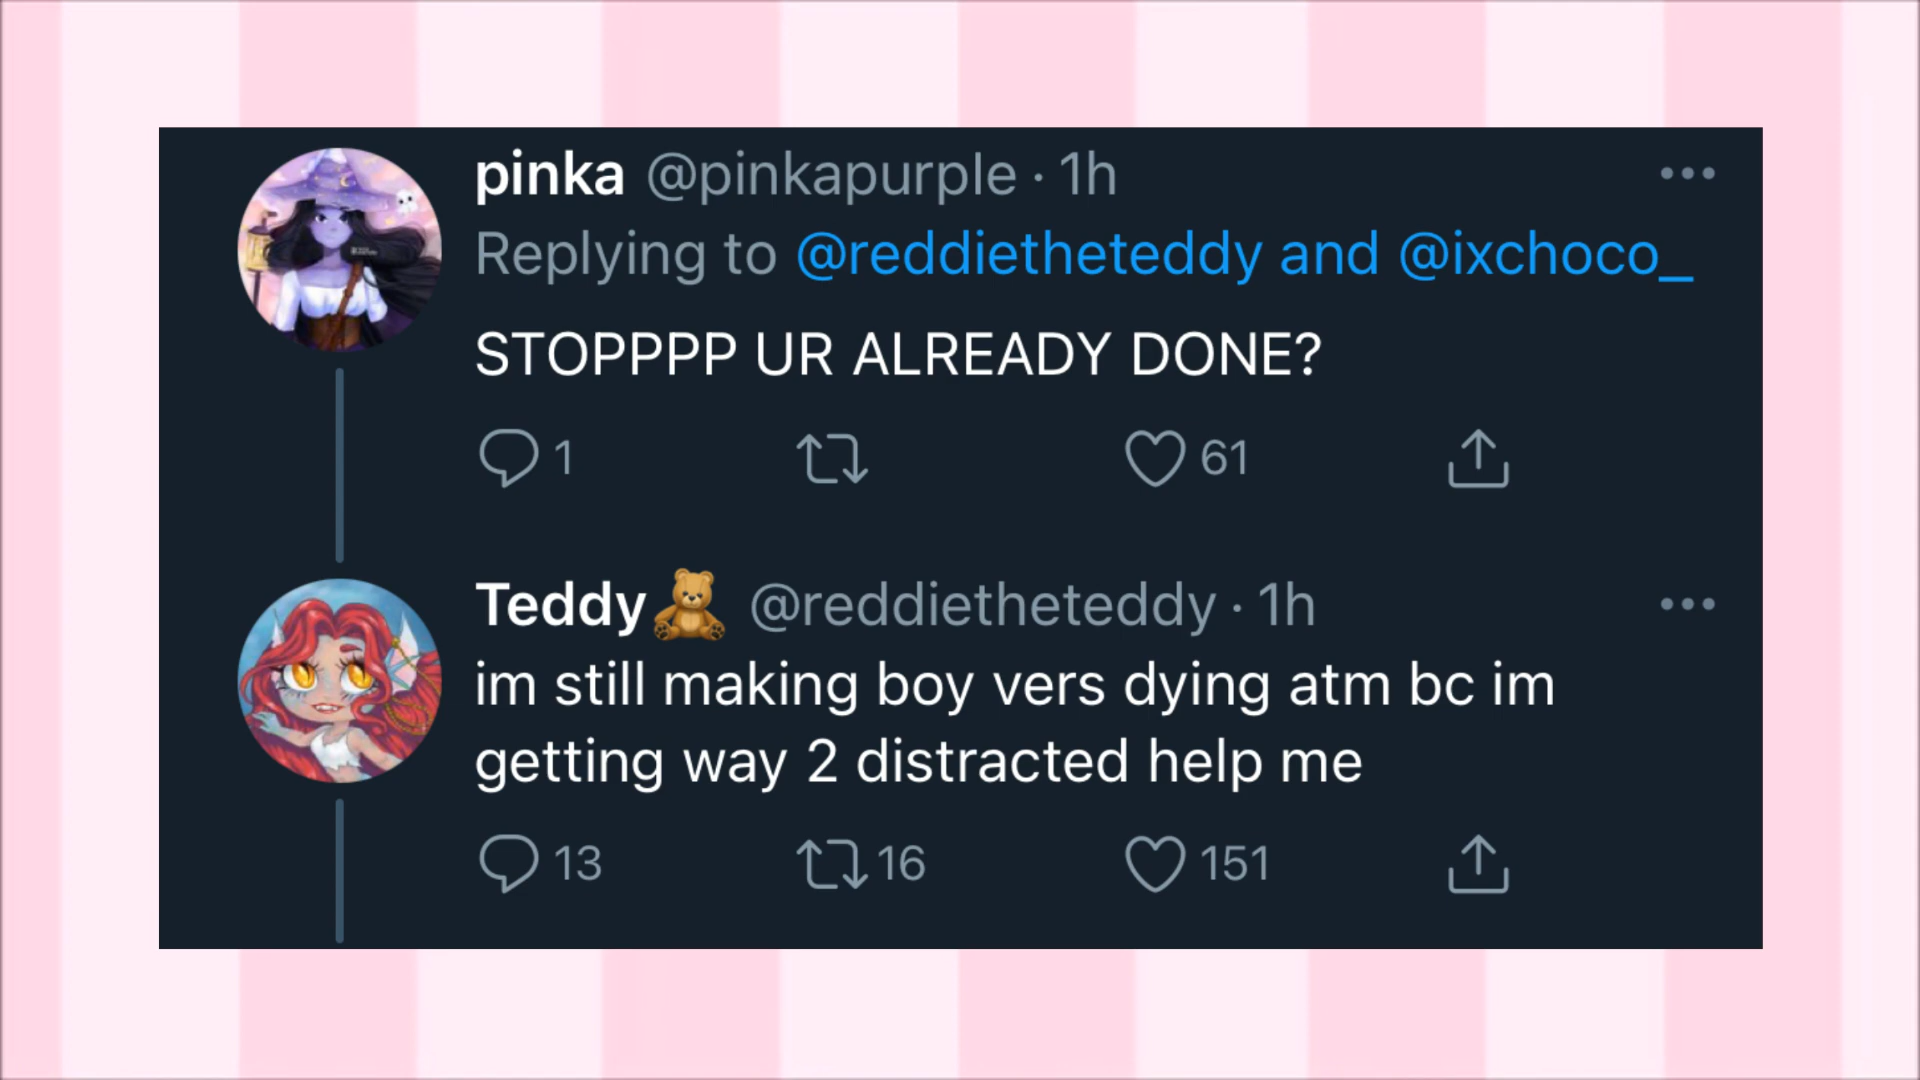 pinka @pinkapurple · 1h
Replying to @reddietheteddy and @ixchoco_
STOPPPP UR ALREADY DONE?
1 61
Teddy🧸 @reddietheteddy · 1h
im still making boy vers dying atm bc im
getting way 2 distracted help me
13 16 151